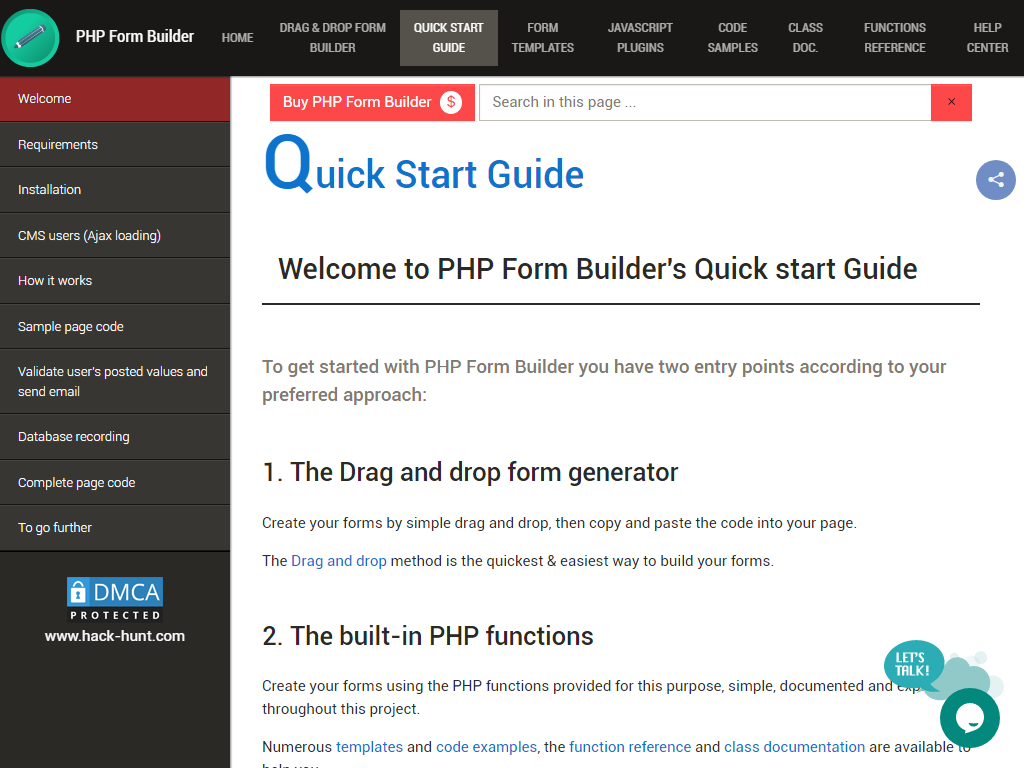 PHP Form Builder
HOME
DRAG & DROP FORM
BUILDER
QUICK START
GUIDE
FORM
TEMPLATES
JAVASCRIPT
PLUGINS
CODE
SAMPLES
CLASS
DOC.
FUNCTIONS
REFERENCE
HELP
CENTER
Welcome
Requirements
Installation
CMS users (Ajax loading)
How it works
Sample page code
Validate user's posted values and
send email
Database recording
Complete page code
To go further
DMCA
PROTECTED
www.hack-hunt.com
Buy PHP Form Builder $
Search in this page ...
×
Quick Start Guide
Welcome to PHP Form Builder's Quick start Guide
To get started with PHP Form Builder you have two entry points according to your
preferred approach:
1. The Drag and drop form generator
Create your forms by simple drag and drop, then copy and paste the code into your page.
The Drag and drop method is the quickest & easiest way to build your forms.
2. The built-in PHP functions
Create your forms using the PHP functions provided for this purpose, simple, documented and
throughout this project.
Numerous templates and code examples, the function reference and class documentation are available to
LET'S
TALK!